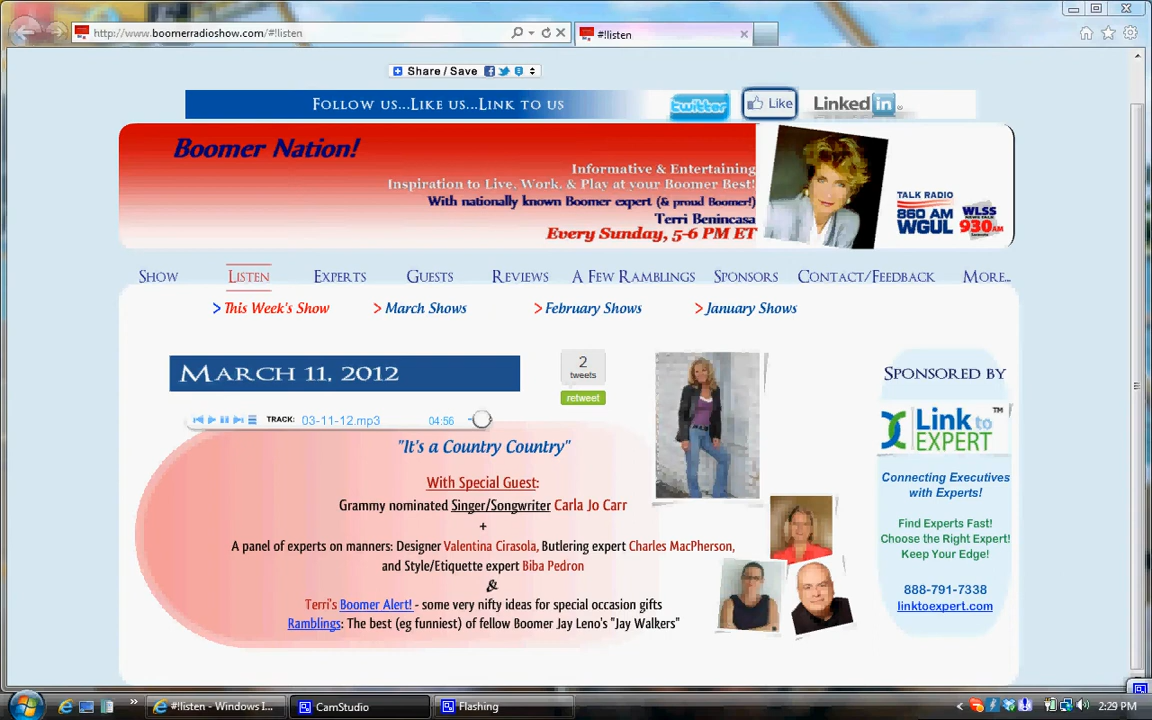 http://www.boomerradioshow.com/#!listen
#!listen
Share / Save
Follow us...Like us...Link to us
twitter
Like
Linked in
Boomer Nation!
Informative & Entertaining
Inspiration to Live, Work, & Play at your Boomer Best!
With nationally known Boomer expert (& proud Boomer!)
Terri Benincasa
Every Sunday, 5-6 PM ET
TALK RADIO
860 AM
WGUL
WLSS
930AM
Show Listen Experts Guests Reviews A Few Ramblings Sponsors Contact/Feedback More...
> This Week's Show > March Shows > February Shows > January Shows
March 11, 2012
2
tweets
retweet
TRACK: 03-11-12.mp3 04:56
"It's a Country Country"
With Special Guest:
Grammy nominated Singer/Songwriter Carla Jo Carr
+
A panel of experts on manners: Designer Valentina Cirasola, Butlering expert Charles MacPherson,
and Style/Etiquette expert Biba Pedron
&
Terri's Boomer Alert! - some very nifty ideas for special occasion gifts
Ramblings: The best (eg funniest) of fellow Boomer Jay Leno's "Jay Walkers"
Sponsored by
Link to
EXPERT
TM
Connecting Executives
with Experts!
Find Experts Fast!
Choose the Right Expert!
Keep Your Edge!
888-791-7338
linktoexpert.com
#!listen - Windows I...
CamStudio
Flashing
2:29 PM